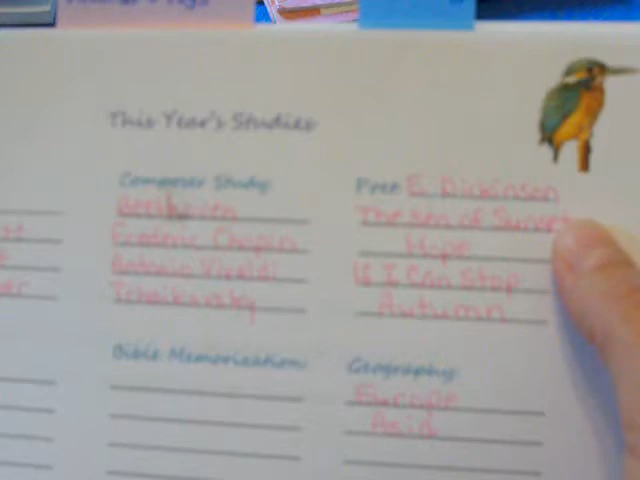 This Year's Studies
Composer Study:
Beethoven
Frederic Chopin
Antonio Vivaldi
Tchaikovsky
Poet: E. Dickinson
The Sea of Sunset
Hope
If I Can Stop
Autumn
Bible Memorization:
Geography:
Europe
Asia